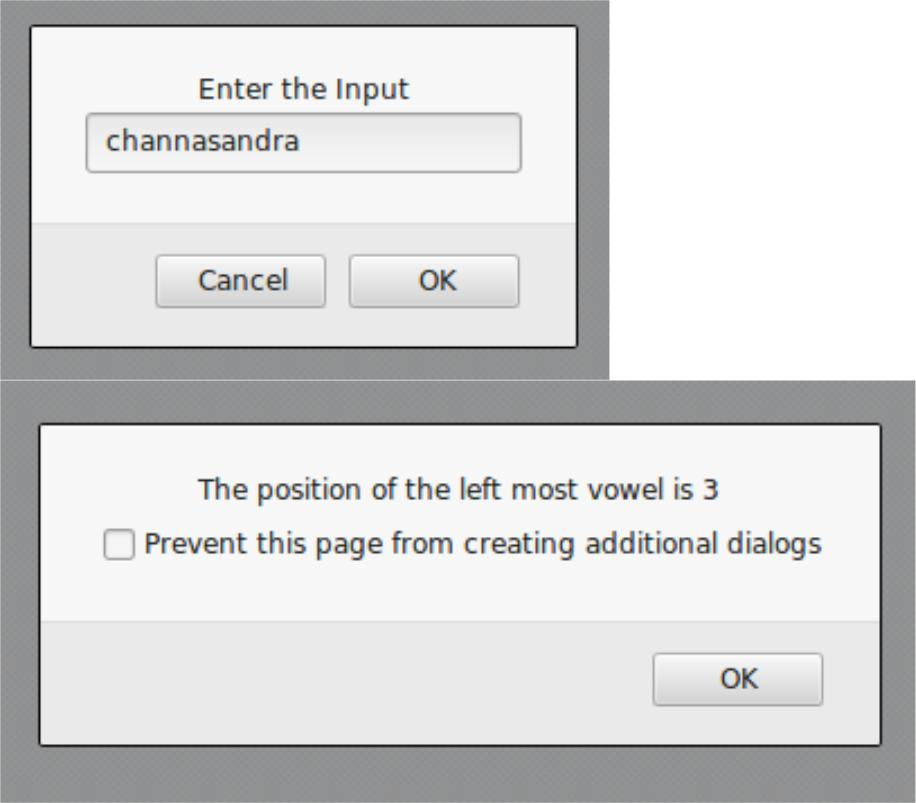 Enter the Input
channasandra
Cancel OK
The position of the left most vowel is 3
Prevent this page from creating additional dialogs
OK